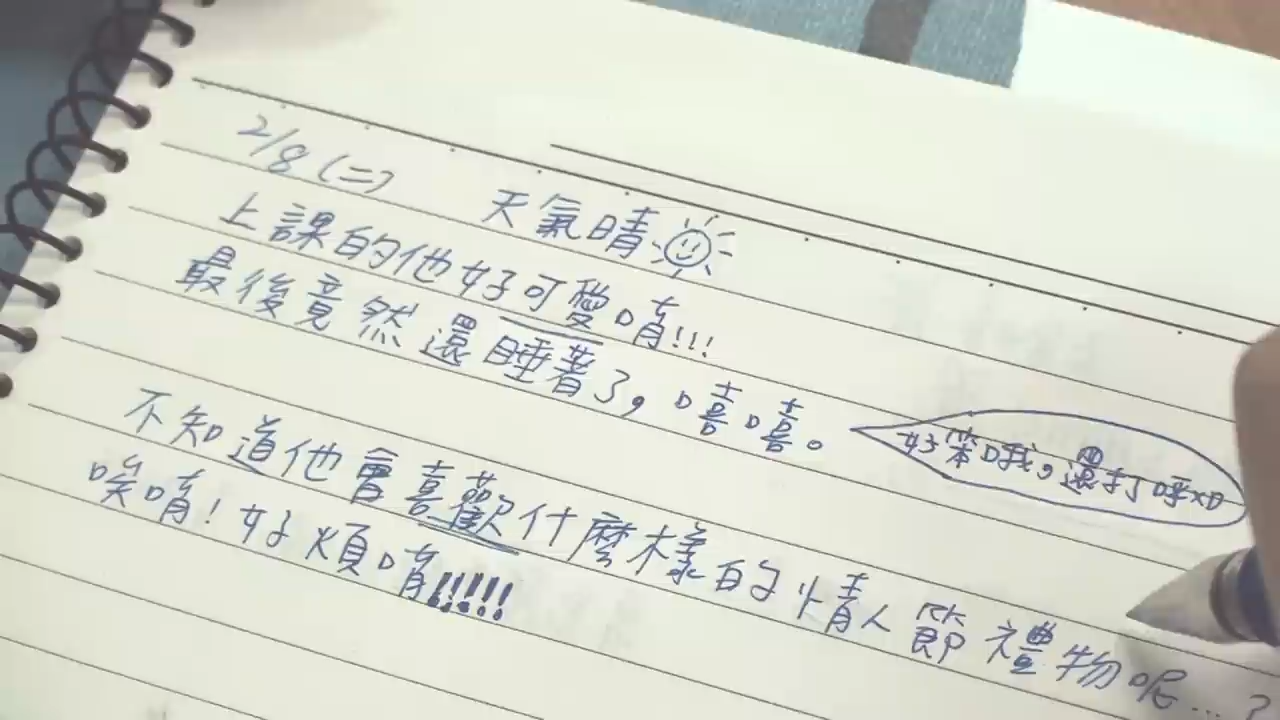 2/8 (二) 天氣晴
上課的他好可愛唷!!!
最後竟然還睡著了，嘻嘻。
好笨哦，還打呼XD
不知道他會喜歡什麼樣的情人節禮物呢...?
唉唷!好煩唷!!!!!